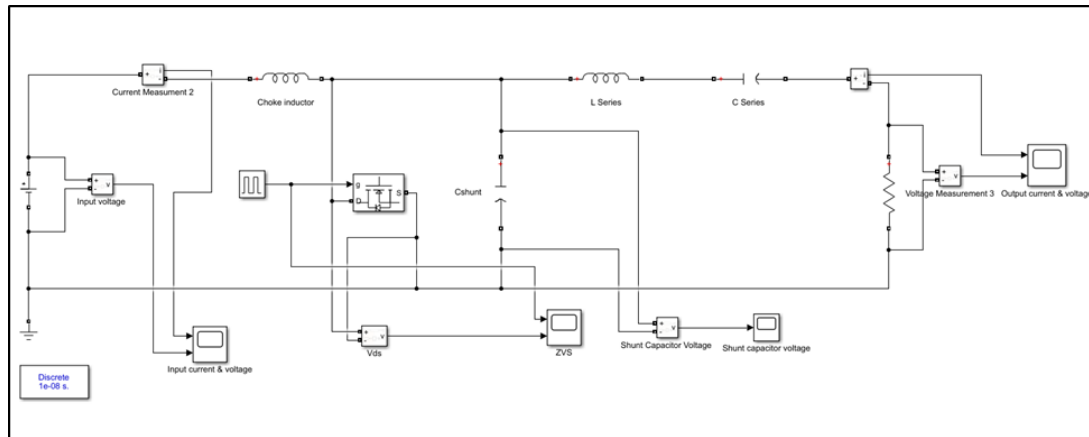 Current Measument 2
Choke inductor
L Series
C Series
Input voltage
Cshunt
Voltage Measurement 3
Output current & voltage
g
D
S
Vds
ZVS
Shunt Capacitor Voltage
Shunt capacitor voltage
Input current & voltage
Discrete
1e-08 s.